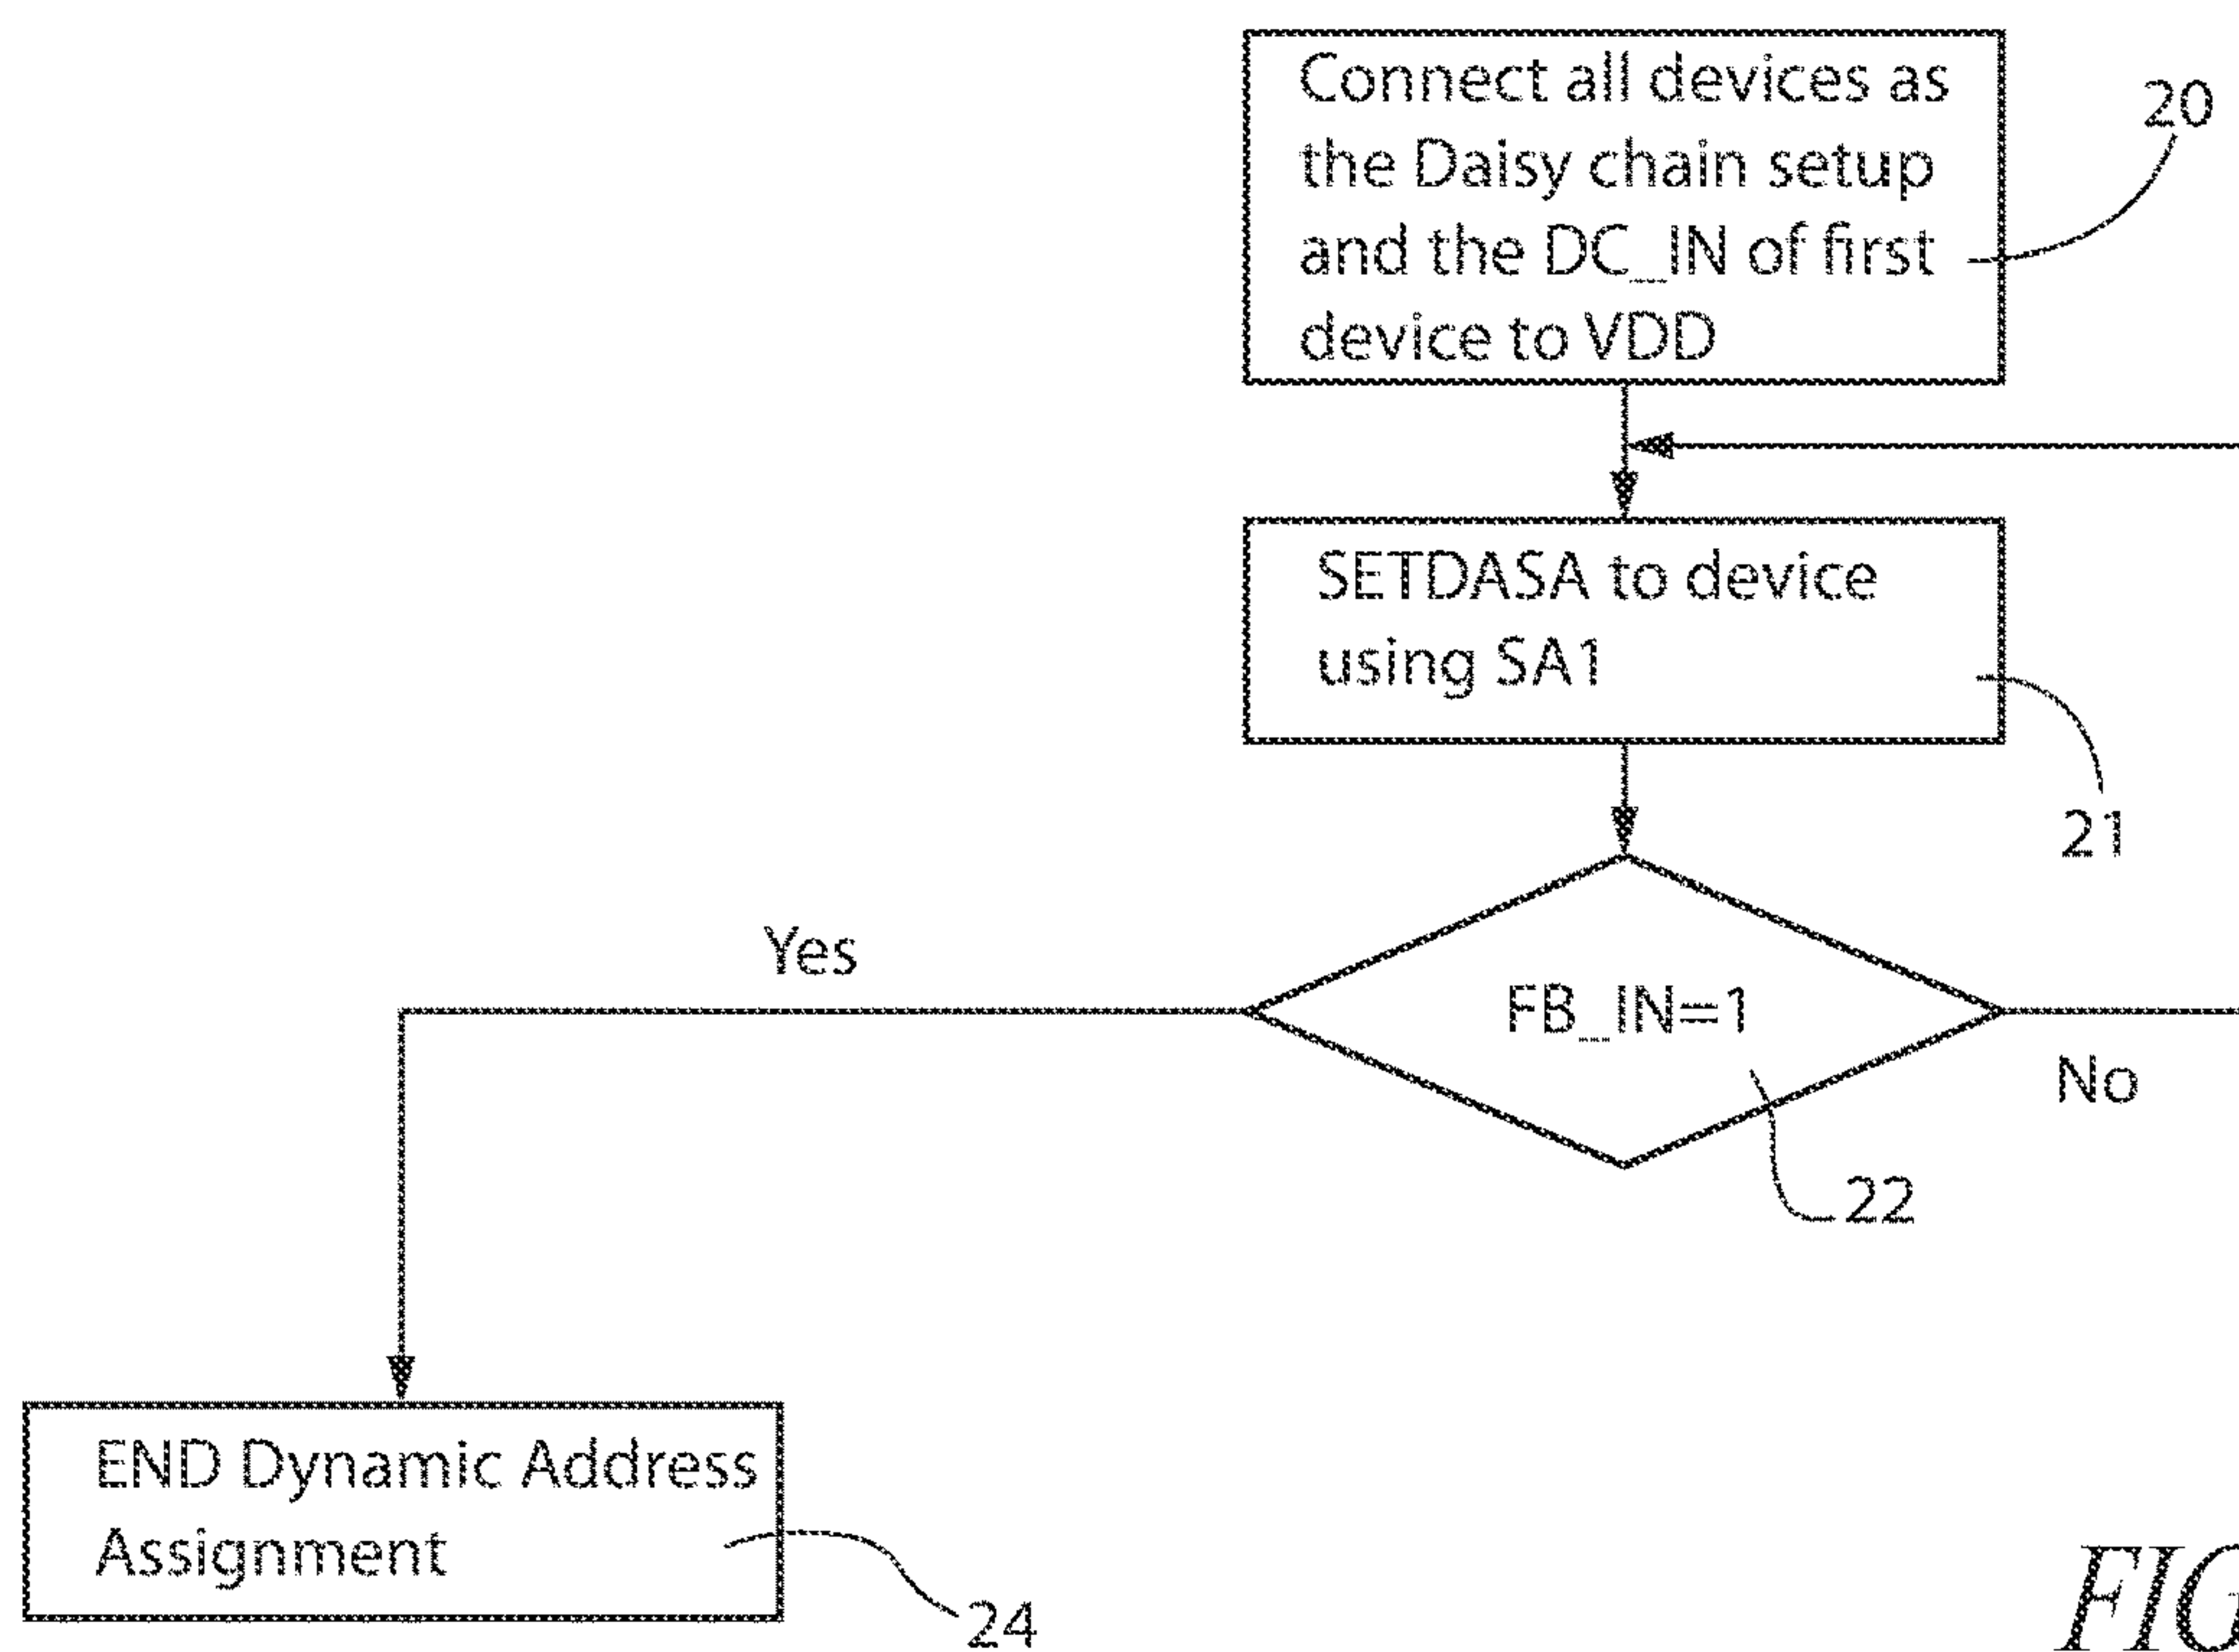 Connect all devices as
the Daisy chain setup
and the DC_IN of first
device to VDD
20
SETDASA to device
using SA1
21
Yes
FB_IN=1
No
22
END Dynamic Address
Assignment
24
FIG